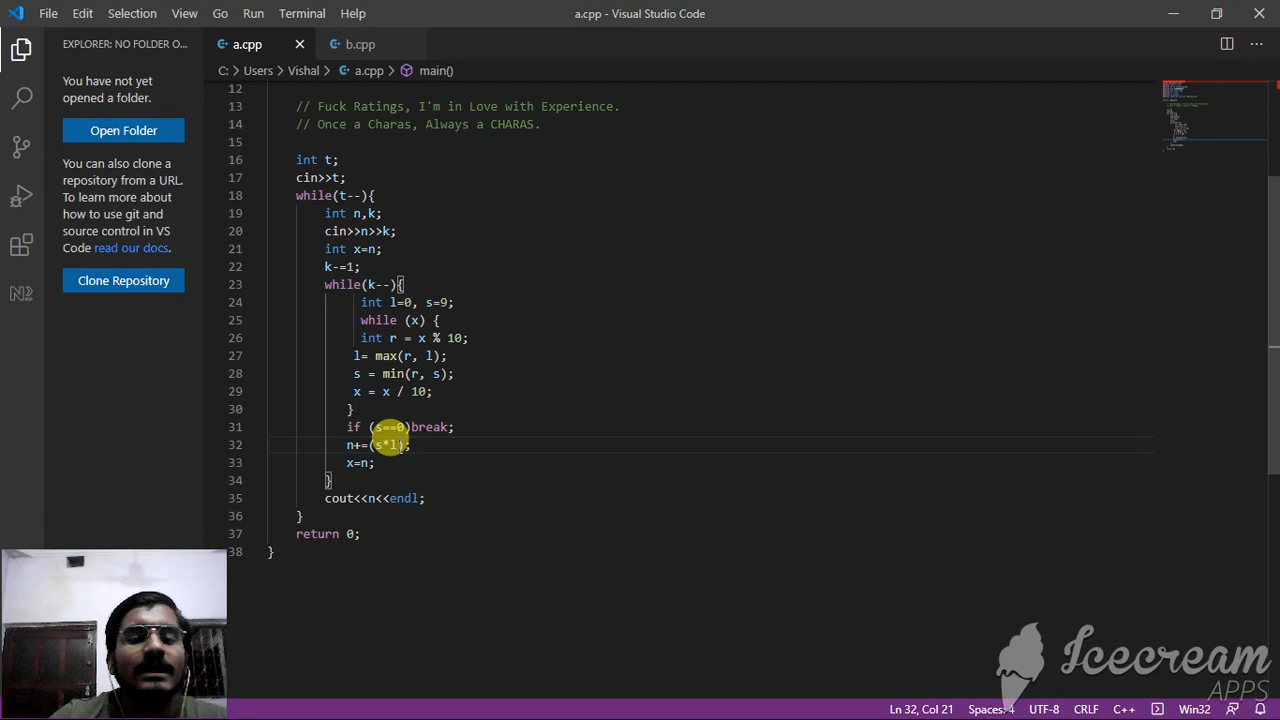 File Edit Selection View Go Run Terminal Help
a.cpp - Visual Studio Code
EXPLORER: NO FOLDER O...
a.cpp
b.cpp
C: > Users > Vishal > a.cpp > main()
You have not yet
opened a folder.
Open Folder
You can also clone a
repository from a URL.
To learn more about
how to use git and
source control in VS
Code read our docs.
Clone Repository
12
13 // Fuck Ratings, I'm in Love with Experience.
14 // Once a Charas, Always a CHARAS.
15
16 int t;
17 cin>>t;
18 while(t--){
19 int n,k;
20 cin>>n>>k;
21 int x=n;
22 k-=1;
23 while(k--){
24 int l=0, s=9;
25 while (x) {
26 int r = x % 10;
27 l= max(r, l);
28 s = min(r, s);
29 x = x / 10;
30 }
31 if (s==0)break;
32 n+=(s*l);
33 x=n;
34 }
35 cout<<n<<endl;
36 }
37 return 0;
38 }
Icecream
APPS
Ln 32, Col 21 Spaces: 4 UTF-8 CRLF C++ Win32